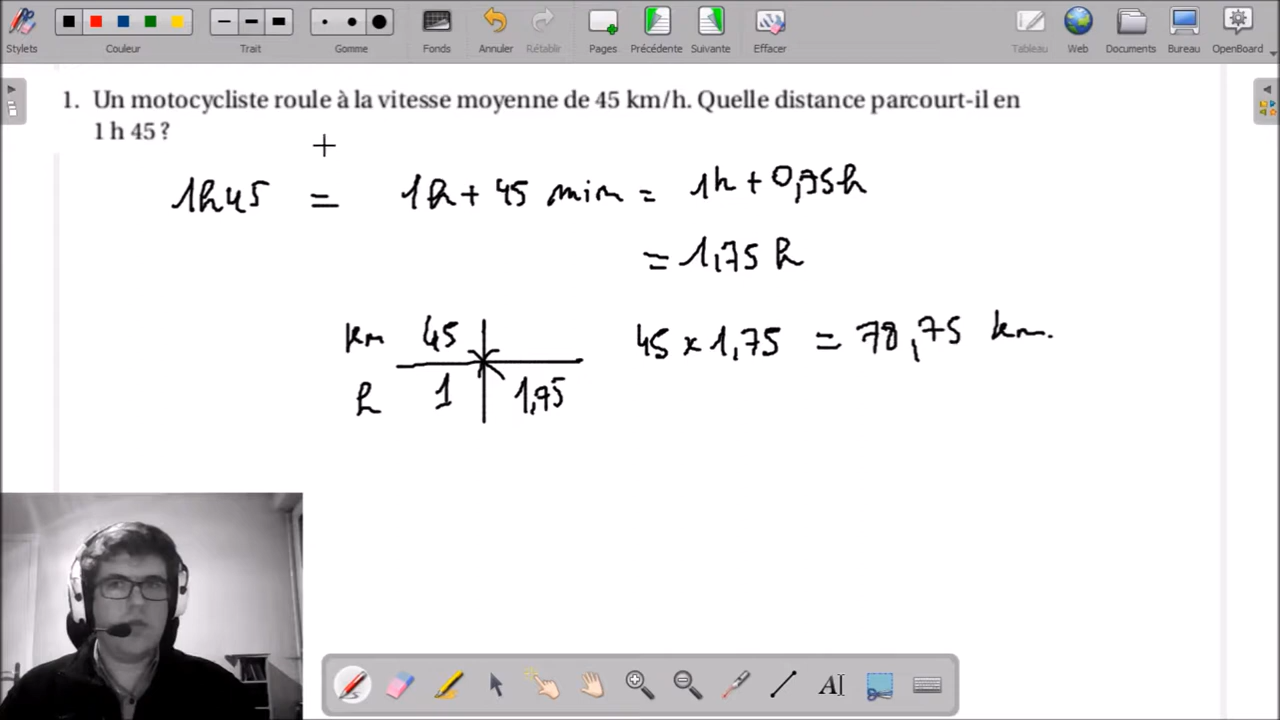 Stylets Couleur Trait Gomme Fonds Annuler Rétablir Pages Précédente Suivante Effacer Tableau Web Documents Bureau OpenBoard
1. Un motocycliste roule à la vitesse moyenne de 45 km/h. Quelle distance parcourt-il en
1 h 45 ?
1h45 = 1h + 45 min = 1h + 0,75h
= 1,75 h
km 45 45 × 1,75 = 78,75 km.
h 1 1,75